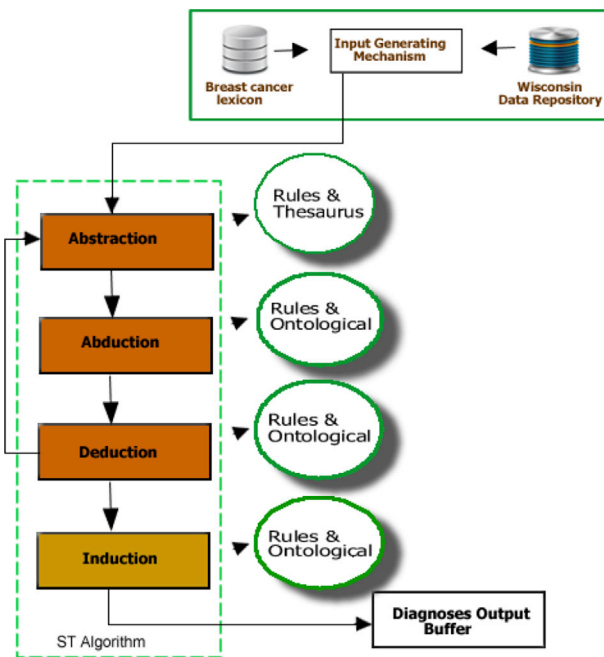 Input Generating
Mechanism
Breast cancer
lexicon
Wisconsin
Data Repository
Rules &
Thesaurus
Abstraction
Rules &
Ontological
Abduction
Rules &
Ontological
Deduction
Rules &
Ontological
Induction
Diagnoses Output
Buffer
ST Algorithm